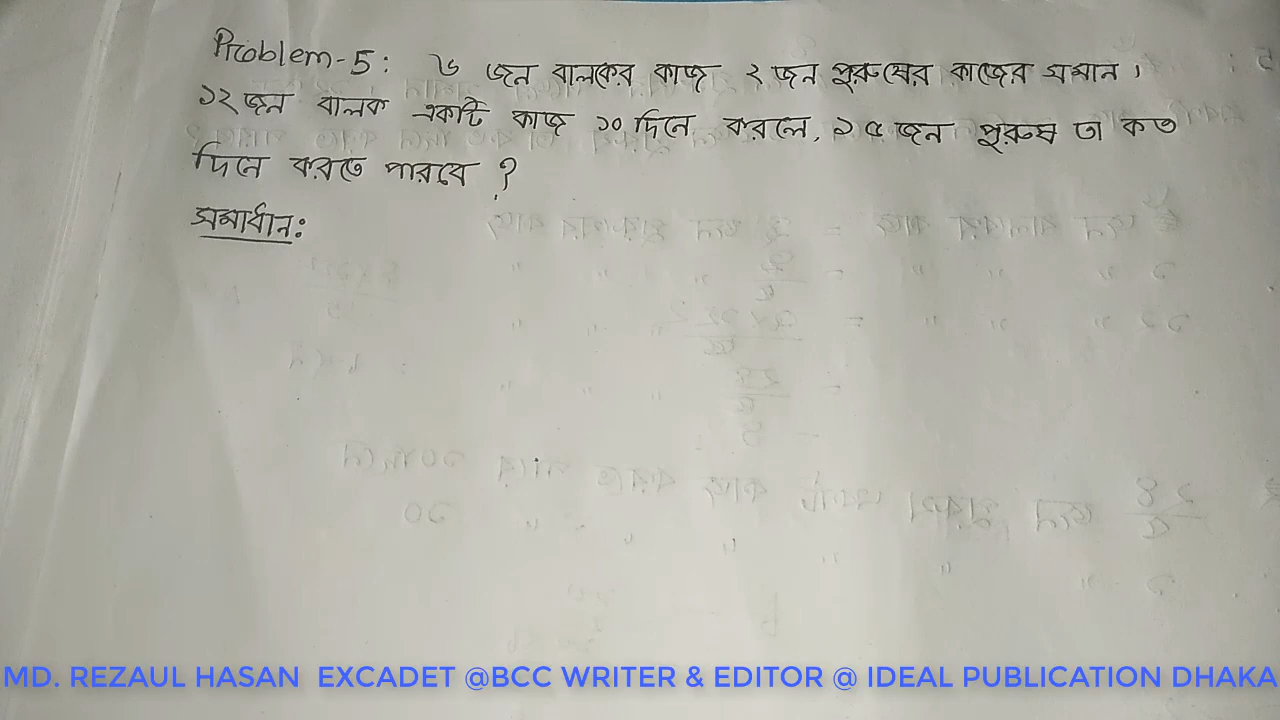 Problem-5: ৬ জন বালকের কাজ ২ জন পুরুষের কাজের সমান।
১২ জন বালক একটি কাজ ১০ দিনে করলে, ১৫ জন পুরুষ তা কত
দিনে করতে পারবে ?
সমাধান:
MD. REZAUL HASAN EXCADET @BCC WRITER & EDITOR @ IDEAL PUBLICATION DHAKA